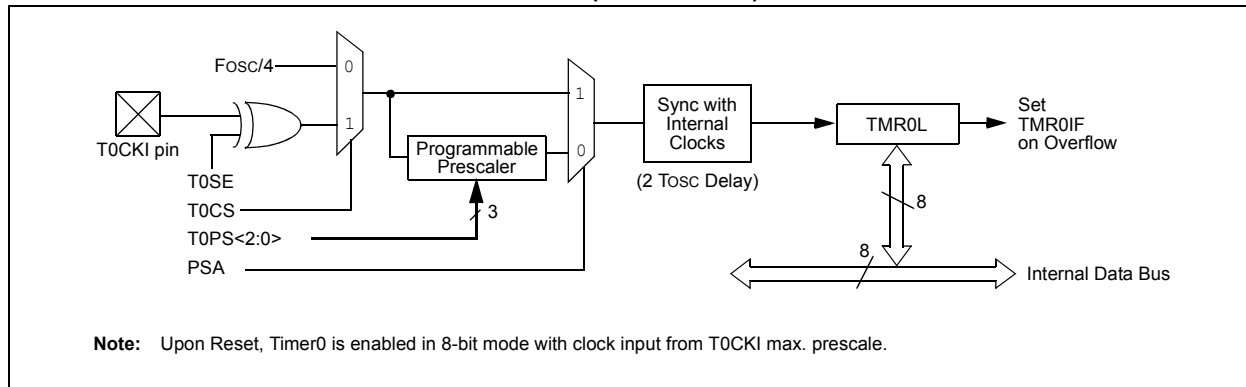 FOSC/4
0
1
T0CKI pin
T0SE
T0CS
T0PS<2:0>
PSA
Programmable
Prescaler
3
1
0
Sync with
Internal
Clocks
(2 TOSC Delay)
TMR0L
Set
TMR0IF
on Overflow
8
8
Internal Data Bus
Note: Upon Reset, Timer0 is enabled in 8-bit mode with clock input from T0CKI max. prescale.